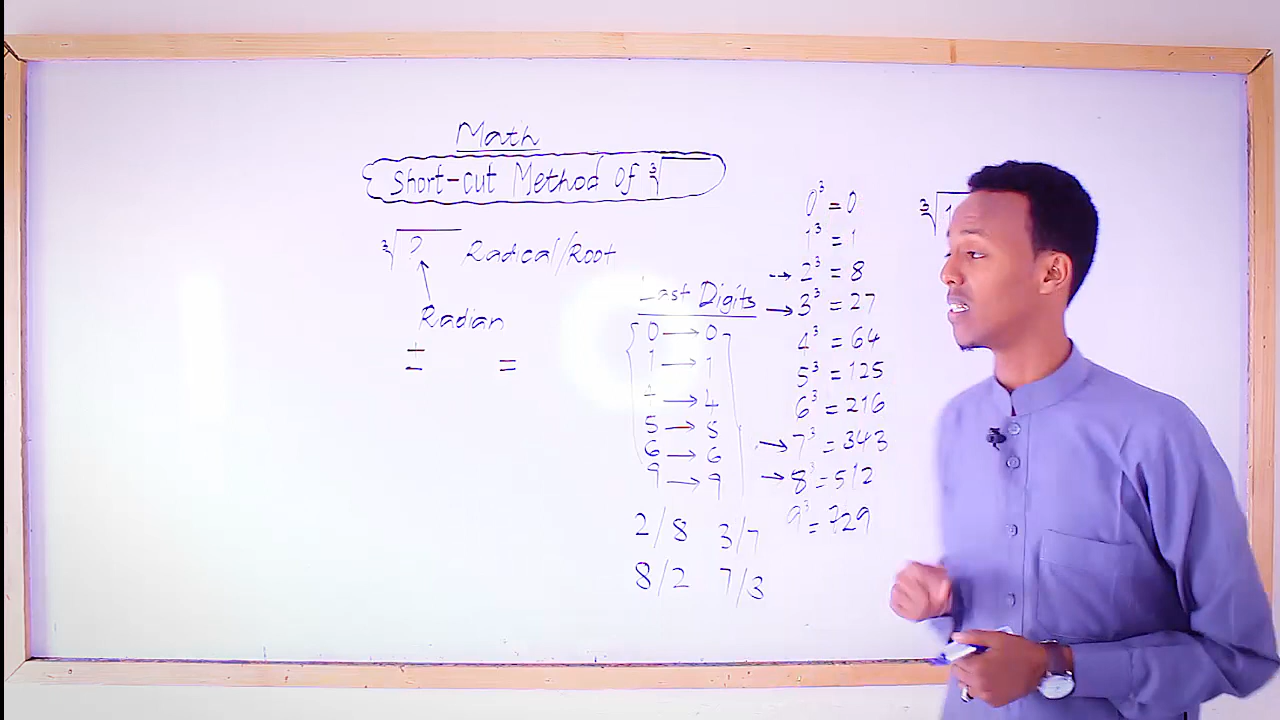 Math
Short-cut Method of ∛
∛? Radical/Root
Radian
± =
Last Digits
0 → 0
1 → 1
4 → 4
5 → 5
6 → 6
9 → 9
2/8 3/7
8/2 7/3
0³ = 0
1³ = 1
→ 2³ = 8
→ 3³ = 27
4³ = 64
5³ = 125
6³ = 216
→ 7³ = 343
→ 8³ = 512
9³ = 729
∛1